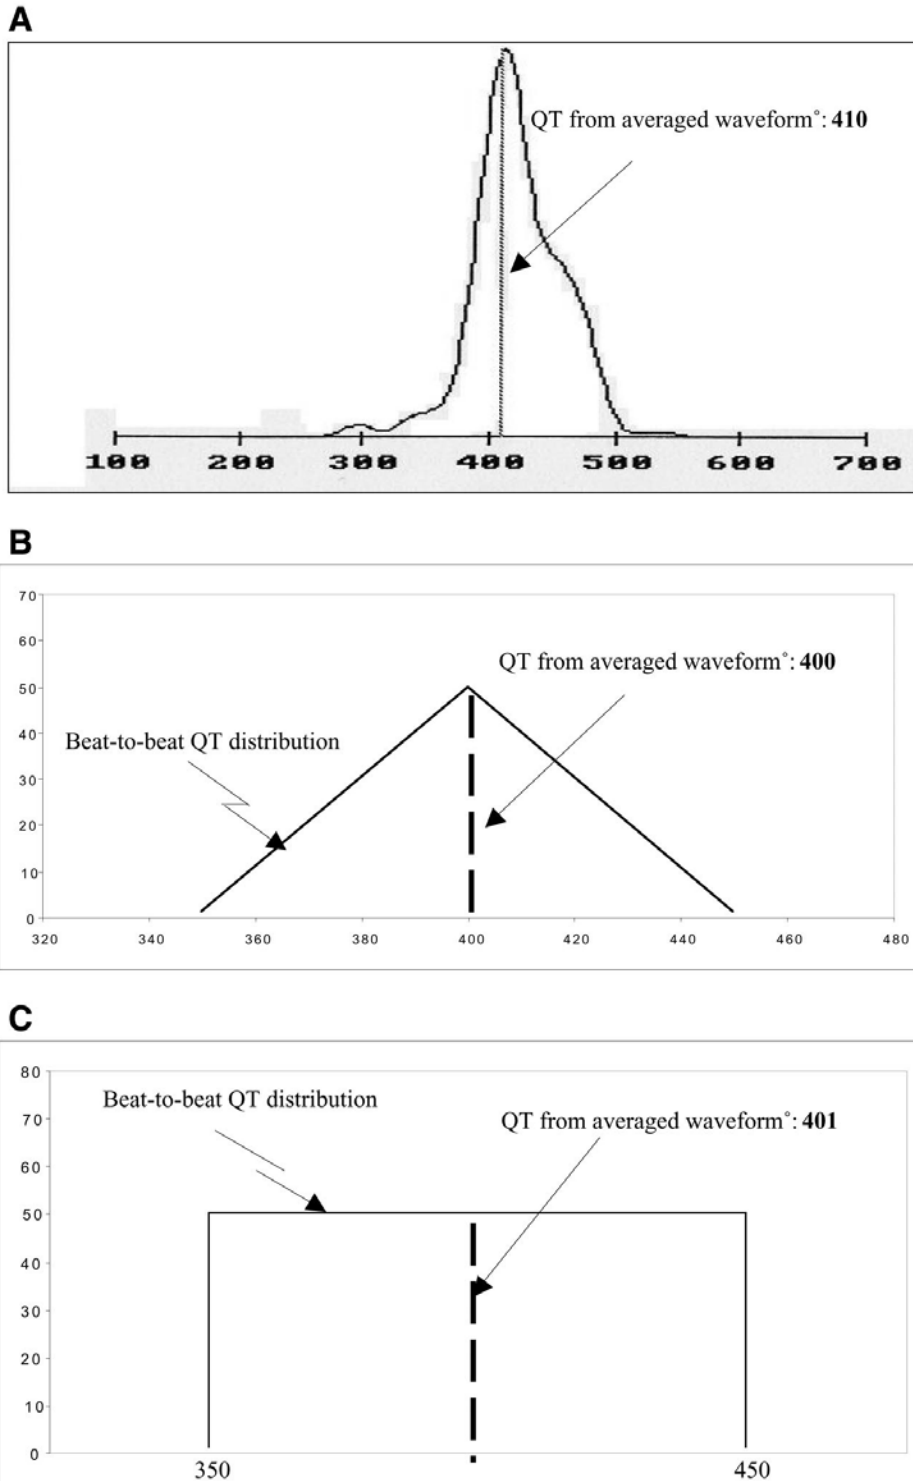 A
QT from averaged waveform°: 410
100 200 300 400 500 600 700
B
70
60
QT from averaged waveform°: 400
50
Beat-to-beat QT distribution
40
30
20
10
0
320 340 360 380 400 420 440 460 480
C
80
Beat-to-beat QT distribution
70
QT from averaged waveform°: 401
60
50
40
30
20
10
0
350 450